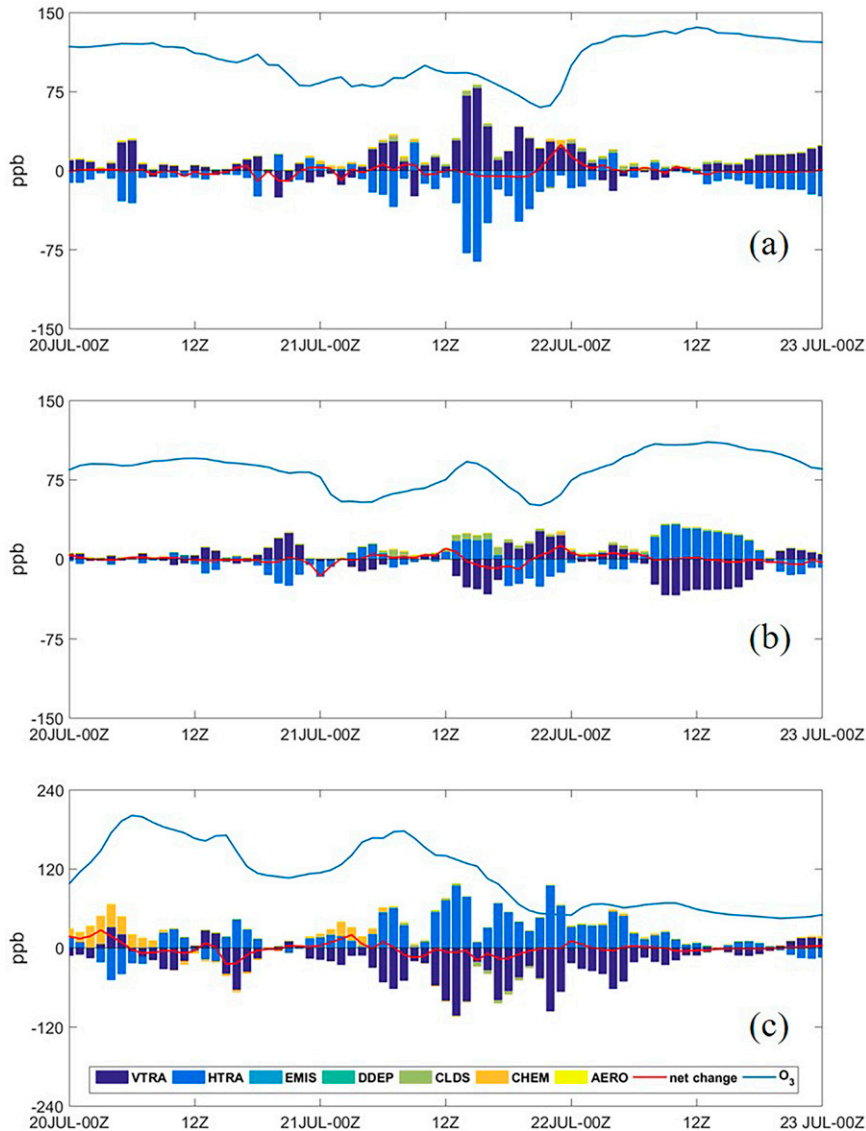 150
75
ppb
0
-75
(a)
-150
20JUL-00Z 12Z 21JUL-00Z 12Z 22JUL-00Z 12Z 23 JUL-00Z
150
75
ppb
0
-75
(b)
-150
20JUL-00Z 12Z 21JUL-00Z 12Z 22JUL-00Z 12Z 23 JUL-00Z
240
120
ppb
0
-120
(c)
VTRA HTRA EMIS DDEP CLDS CHEM AERO net change O3
-240
20JUL-00Z 12Z 21JUL-00Z 12Z 22JUL-00Z 12Z 23 JUL-00Z